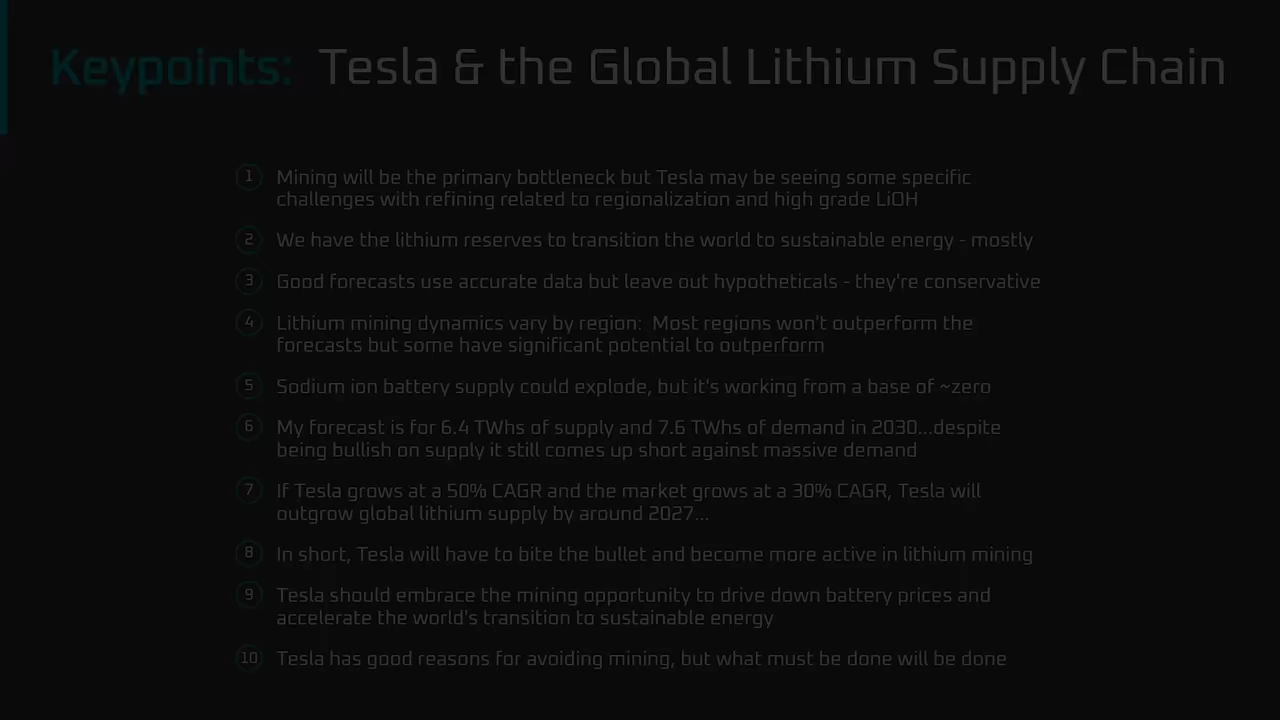 Keypoints: Tesla & the Global Lithium Supply Chain
1 Mining will be the primary bottleneck but Tesla may be seeing some specific
challenges with refining related to regionalization and high grade LiOH
2 We have the lithium reserves to transition the world to sustainable energy - mostly
3 Good forecasts use accurate data but leave out hypotheticals - they're conservative
4 Lithium mining dynamics vary by region:  Most regions won't outperform the
forecasts but some have significant potential to outperform
5 Sodium ion battery supply could explode, but it's working from a base of ~zero
6 My forecast is for 6.4 TWhs of supply and 7.6 TWhs of demand in 2030...despite
being bullish on supply it still comes up short against massive demand
7 If Tesla grows at a 50% CAGR and the market grows at a 30% CAGR, Tesla will
outgrow global lithium supply by around 2027...
8 In short, Tesla will have to bite the bullet and become more active in lithium mining
9 Tesla should embrace the mining opportunity to drive down battery prices and
accelerate the world's transition to sustainable energy
10 Tesla has good reasons for avoiding mining, but what must be done will be done